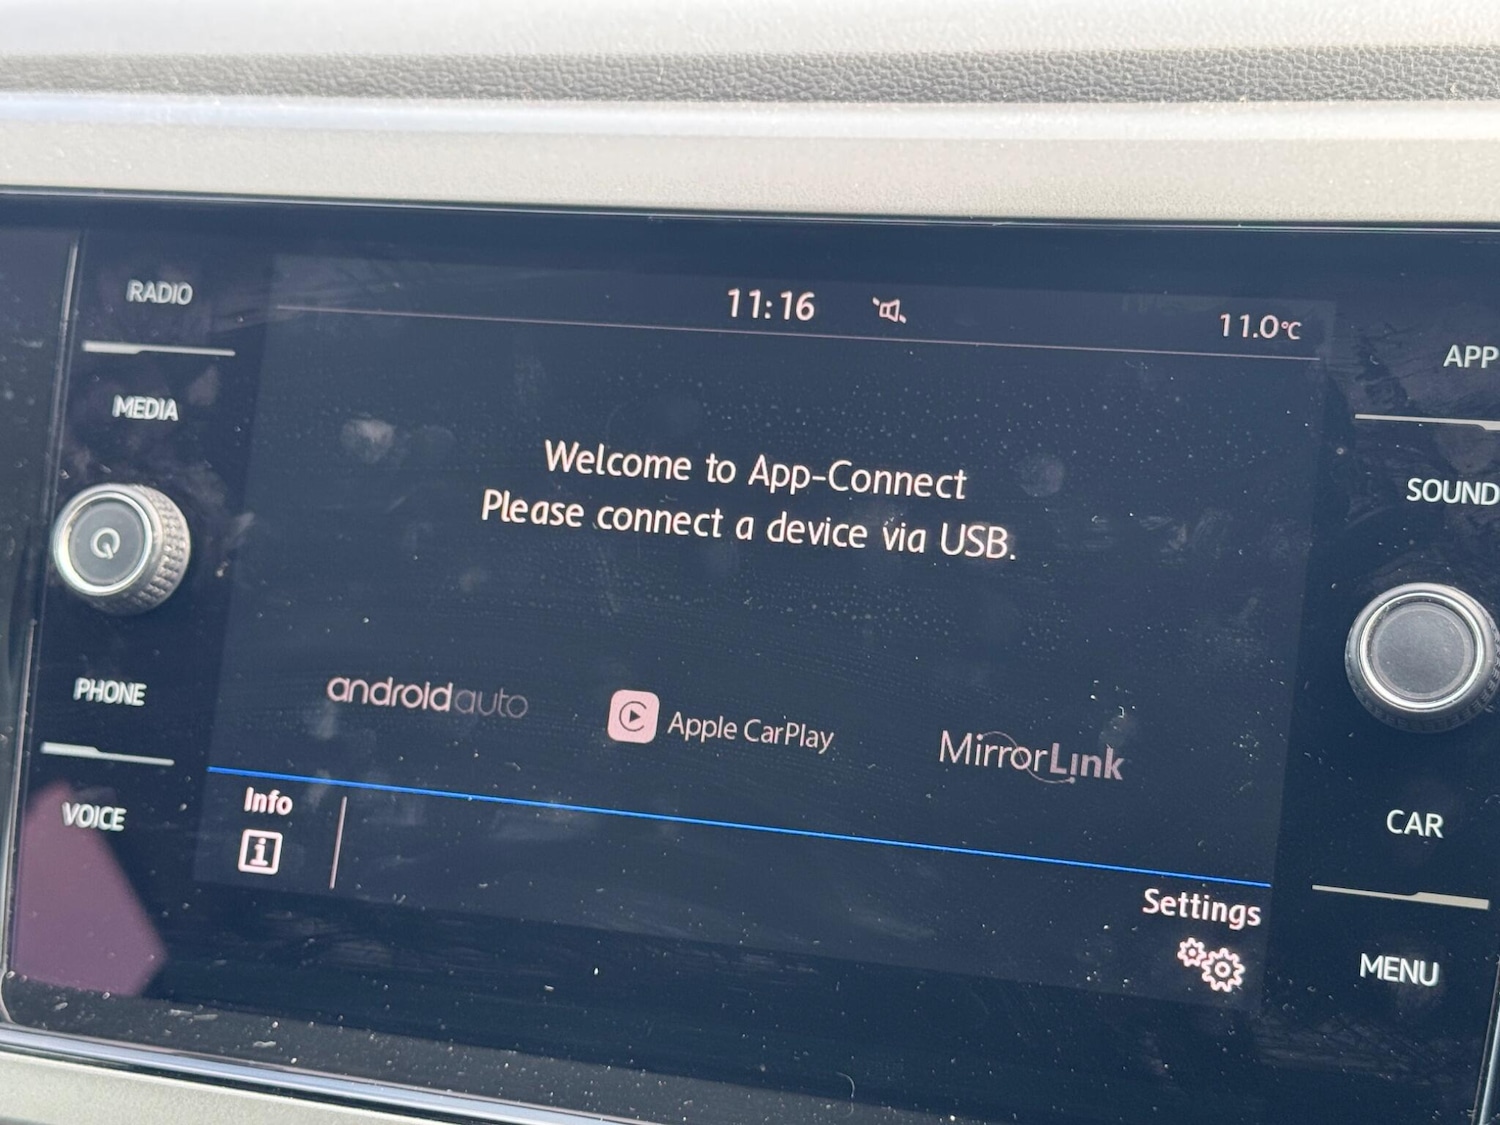 RADIO
MEDIA
PHONE
VOICE
11:16
11.0°C
Welcome to App-Connect
Please connect a device via USB.
androidauto
Apple CarPlay
MirrorLink
Info
i
Settings
APP
SOUND
CAR
MENU